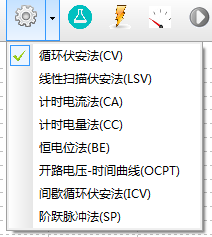 循环伏安法(CV)
线性扫描伏安法(LSV)
计时电流法(CA)
计时电量法(CC)
恒电位法(BE)
开路电压-时间曲线(OCPT)
间歇循环伏安法(ICV)
阶跃脉冲法(SP)